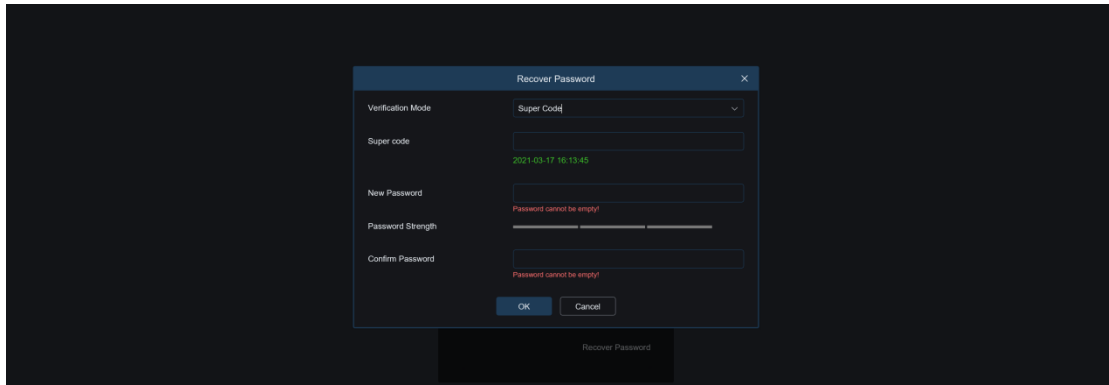 Recover Password
Verification Mode Super Code
Super code
2021-03-17 16:13:45
New Password
Password cannot be empty!
Password Strength
Confirm Password
Password cannot be empty!
OK Cancel
Recover Password